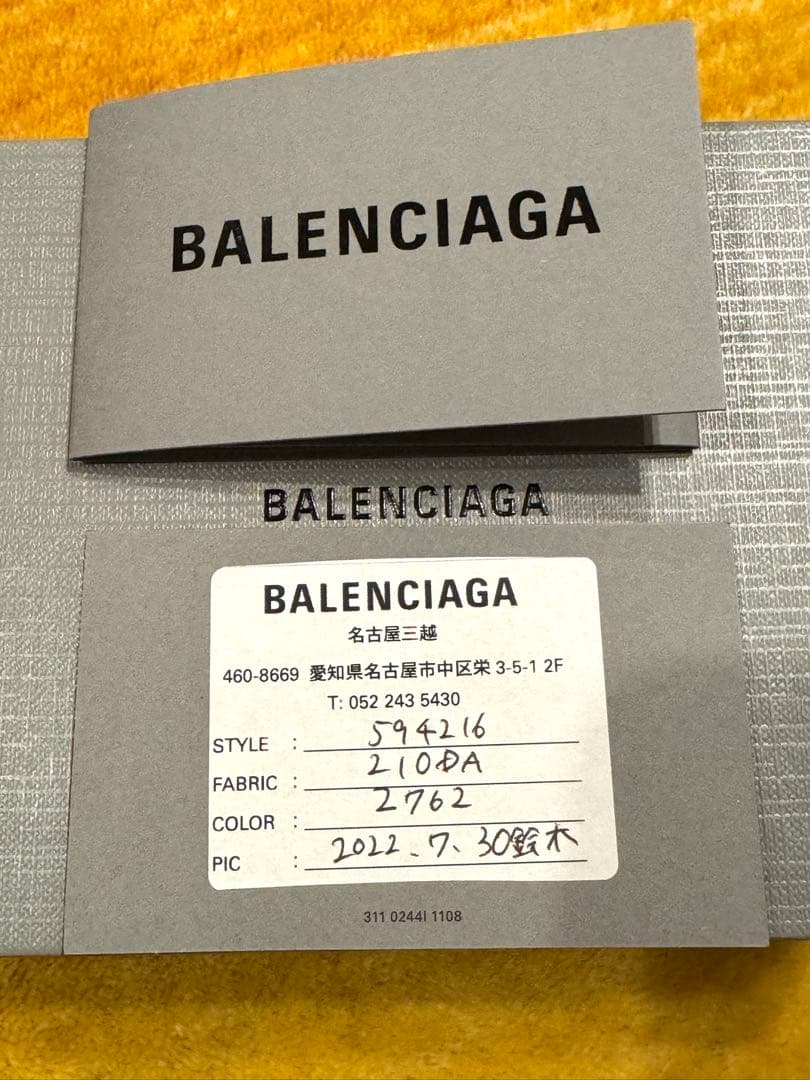 BALENCIAGA
BALENCIAGA
BALENCIAGA
名古屋三越
460-8669 愛知県名古屋市中区栄 3-5-1 2F
T: 052 243 5430
STYLE : 594216
FABRIC : 210DA
COLOR : 2762
PIC : 2022.7.30鈴木
311 0244I 1108